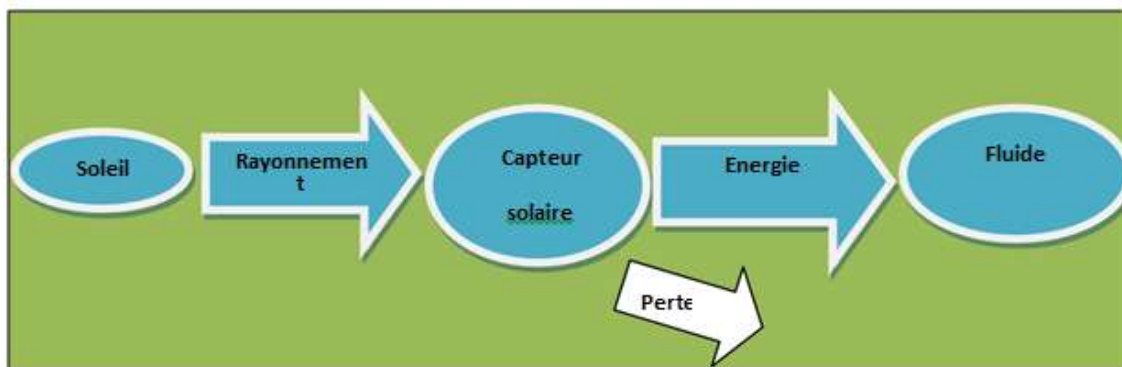 Soleil
Rayonnemen
t
Capteur
solaire
Energie
Fluide
Perte